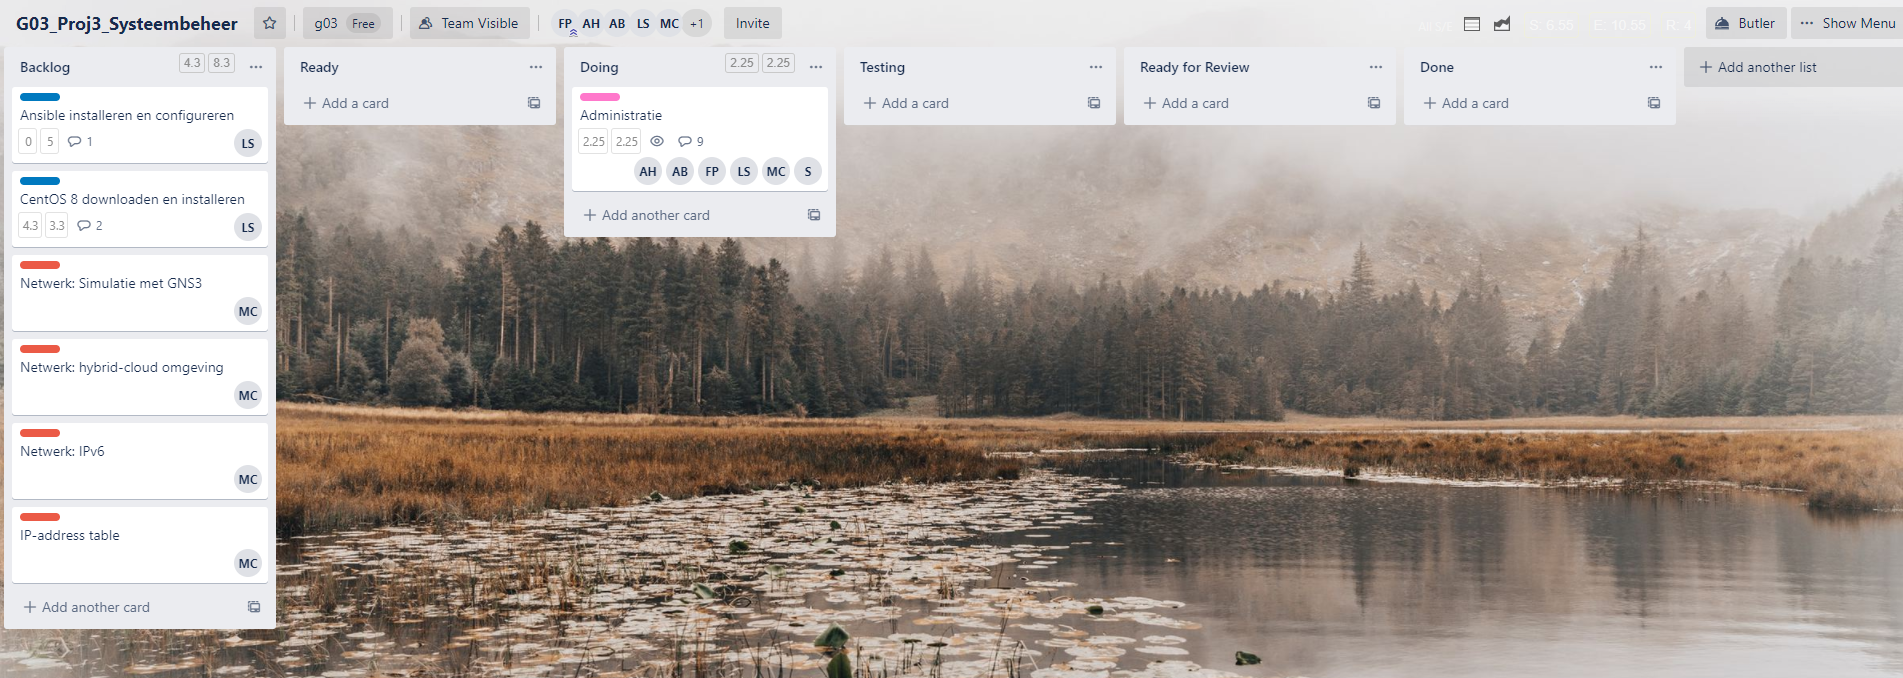 G03_Proj3_Systeembeheer g03 Free Team Visible FP AH AB LS MC +1 Invite S: 6.55 E: 10.55 R: 4 Butler ... Show Menu
Backlog 4.3 8.3 ...
Ansible installeren en configureren
0 5 1 LS
CentOS 8 downloaden en installeren
4.3 3.3 2 LS
Netwerk: Simulatie met GNS3
MC
Netwerk: hybrid-cloud omgeving
MC
Netwerk: IPv6
MC
IP-address table
MC
+ Add another card
Ready ...
+ Add a card
Doing 2.25 2.25 ...
Administratie
2.25 2.25 9
AH AB FP LS MC S
+ Add another card
Testing ...
+ Add a card
Ready for Review ...
+ Add a card
Done ...
+ Add a card
+ Add another list